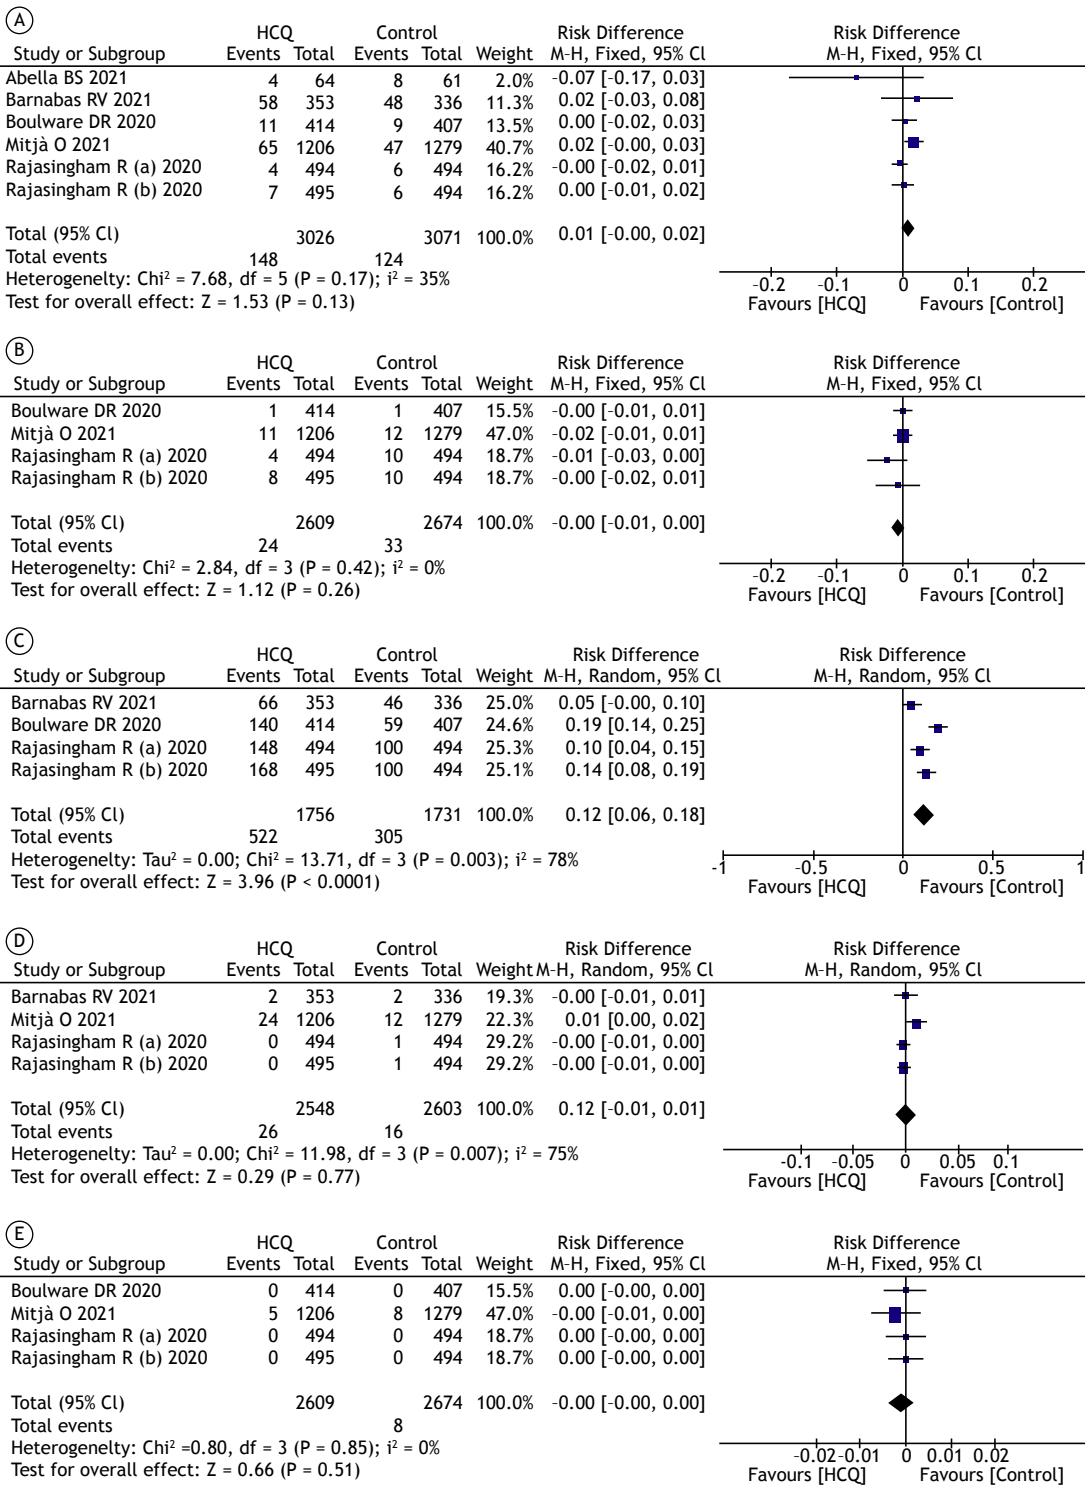 A
HCQ Control Risk Difference Risk Difference
Study or Subgroup Events Total Events Total Weight M-H, Fixed, 95% Cl M-H, Fixed, 95% Cl
Abella BS 2021 4 64 8 61 2.0% -0.07 [-0.17, 0.03]
Barnabas RV 2021 58 353 48 336 11.3% 0.02 [-0.03, 0.08]
Boulware DR 2020 11 414 9 407 13.5% 0.00 [-0.02, 0.03]
Mitjà O 2021 65 1206 47 1279 40.7% 0.02 [-0.00, 0.03]
Rajasingham R (a) 2020 4 494 6 494 16.2% -0.00 [-0.02, 0.01]
Rajasingham R (b) 2020 7 495 6 494 16.2% 0.00 [-0.01, 0.02]
Total (95% Cl) 3026 3071 100.0% 0.01 [-0.00, 0.02]
Total events 148 124
Heterogenelty: Chi² = 7.68, df = 5 (P = 0.17); i² = 35%
Test for overall effect: Z = 1.53 (P = 0.13)
-0.2 -0.1 0 0.1 0.2
Favours [HCQ] Favours [Control]
B
HCQ Control Risk Difference Risk Difference
Study or Subgroup Events Total Events Total Weight M-H, Fixed, 95% Cl M-H, Fixed, 95% Cl
Boulware DR 2020 1 414 1 407 15.5% -0.00 [-0.01, 0.01]
Mitjà O 2021 11 1206 12 1279 47.0% -0.02 [-0.01, 0.01]
Rajasingham R (a) 2020 4 494 10 494 18.7% -0.01 [-0.03, 0.00]
Rajasingham R (b) 2020 8 495 10 494 18.7% -0.00 [-0.02, 0.01]
Total (95% Cl) 2609 2674 100.0% -0.00 [-0.01, 0.00]
Total events 24 33
Heterogenelty: Chi² = 2.84, df = 3 (P = 0.42); i² = 0%
Test for overall effect: Z = 1.12 (P = 0.26)
-0.2 -0.1 0 0.1 0.2
Favours [HCQ] Favours [Control]
C
HCQ Control Risk Difference Risk Difference
Study or Subgroup Events Total Events Total Weight M-H, Random, 95% Cl M-H, Random, 95% Cl
Barnabas RV 2021 66 353 46 336 25.0% 0.05 [-0.00, 0.10]
Boulware DR 2020 140 414 59 407 24.6% 0.19 [0.14, 0.25]
Rajasingham R (a) 2020 148 494 100 494 25.3% 0.10 [0.04, 0.15]
Rajasingham R (b) 2020 168 495 100 494 25.1% 0.14 [0.08, 0.19]
Total (95% Cl) 1756 1731 100.0% 0.12 [0.06, 0.18]
Total events 522 305
Heterogenelty: Tau² = 0.00; Chi² = 13.71, df = 3 (P = 0.003); i² = 78%
Test for overall effect: Z = 3.96 (P < 0.0001)
-1 -0.5 0 0.5 1
Favours [HCQ] Favours [Control]
D
HCQ Control Risk Difference Risk Difference
Study or Subgroup Events Total Events Total Weight M-H, Random, 95% Cl M-H, Random, 95% Cl
Barnabas RV 2021 2 353 2 336 19.3% -0.00 [-0.01, 0.01]
Mitjà O 2021 24 1206 12 1279 22.3% 0.01 [0.00, 0.02]
Rajasingham R (a) 2020 0 494 1 494 29.2% -0.00 [-0.01, 0.00]
Rajasingham R (b) 2020 0 495 1 494 29.2% -0.00 [-0.01, 0.00]
Total (95% Cl) 2548 2603 100.0% 0.12 [-0.01, 0.01]
Total events 26 16
Heterogenelty: Tau² = 0.00; Chi² = 11.98, df = 3 (P = 0.007); i² = 75%
Test for overall effect: Z = 0.29 (P = 0.77)
-0.1 -0.05 0 0.05 0.1
Favours [HCQ] Favours [Control]
E
HCQ Control Risk Difference Risk Difference
Study or Subgroup Events Total Events Total Weight M-H, Fixed, 95% Cl M-H, Fixed, 95% Cl
Boulware DR 2020 0 414 0 407 15.5% 0.00 [-0.00, 0.00]
Mitjà O 2021 5 1206 8 1279 47.0% -0.00 [-0.01, 0.00]
Rajasingham R (a) 2020 0 494 0 494 18.7% 0.00 [-0.00, 0.00]
Rajasingham R (b) 2020 0 495 0 494 18.7% 0.00 [-0.00, 0.00]
Total (95% Cl) 2609 2674 100.0% -0.00 [-0.00, 0.00]
Total events 8
Heterogenelty: Chi² =0.80, df = 3 (P = 0.85); i² = 0%
Test for overall effect: Z = 0.66 (P = 0.51)
-0.02 -0.01 0 0.01 0.02
Favours [HCQ] Favours [Control]